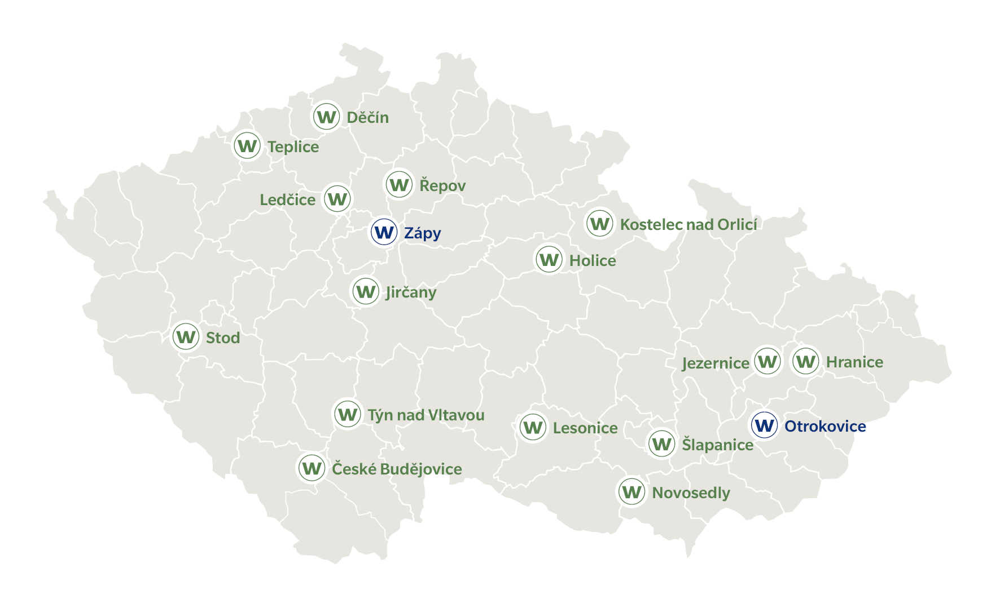 W Děčín
W Teplice
W Řepov
Ledčice W
W Kostelec nad Orlicí
W Zápy
W Holice
W Jirčany
W Stod
Jezernice W
W Hranice
W Týn nad Vltavou
W Otrokovice
W Lesonice
W Šlapanice
W České Budějovice
W Novosedly